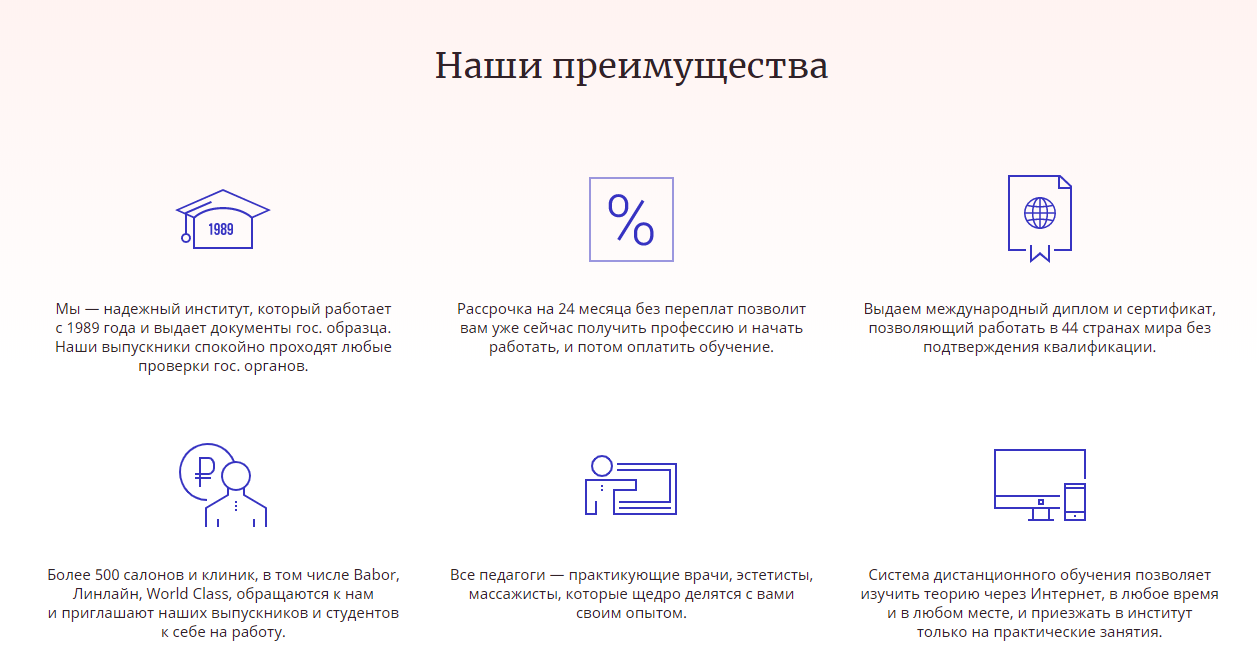 Наши преимущества
1989
%
Мы — надежный институт, который работает
с 1989 года и выдает документы гос. образца.
Наши выпускники спокойно проходят любые
проверки гос. органов.
Рассрочка на 24 месяца без переплат позволит
вам уже сейчас получить профессию и начать
работать, и потом оплатить обучение.
Выдаем международный диплом и сертификат,
позволяющий работать в 44 странах мира без
подтверждения квалификации.
₽
Более 500 салонов и клиник, в том числе Babor,
Линлайн, World Class, обращаются к нам
и приглашают наших выпускников и студентов
к себе на работу.
Все педагоги — практикующие врачи, эстетисты,
массажисты, которые щедро делятся с вами
своим опытом.
Система дистанционного обучения позволяет
изучить теорию через Интернет, в любое время
и в любом месте, и приезжать в институт
только на практические занятия.